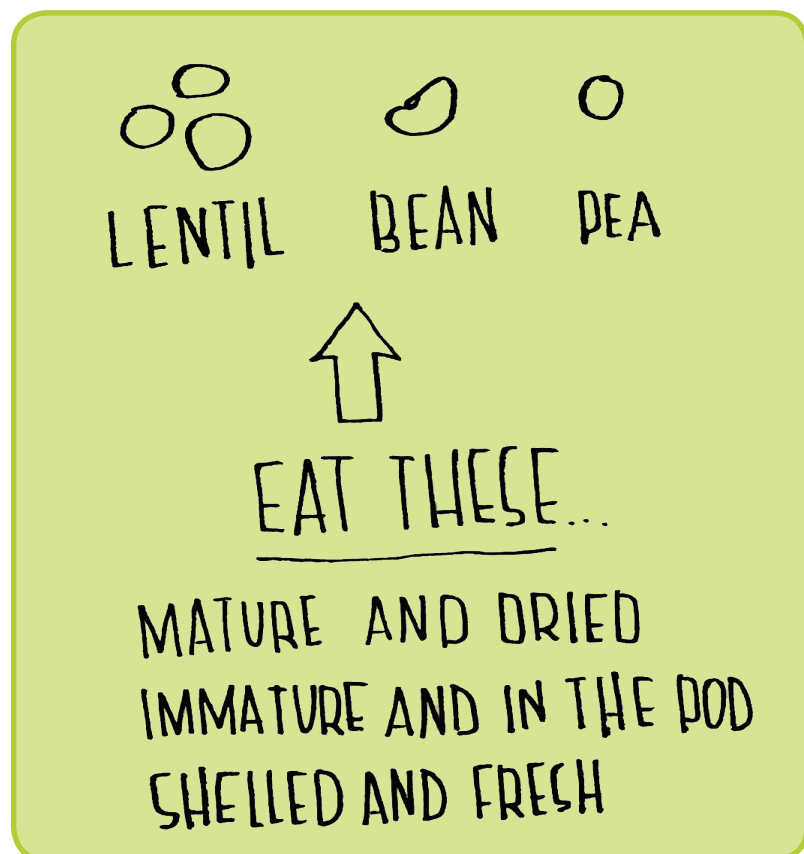 LENTIL BEAN PEA
EAT THESE...
MATURE AND DRIED
IMMATURE AND IN THE POD
SHELLED AND FRESH